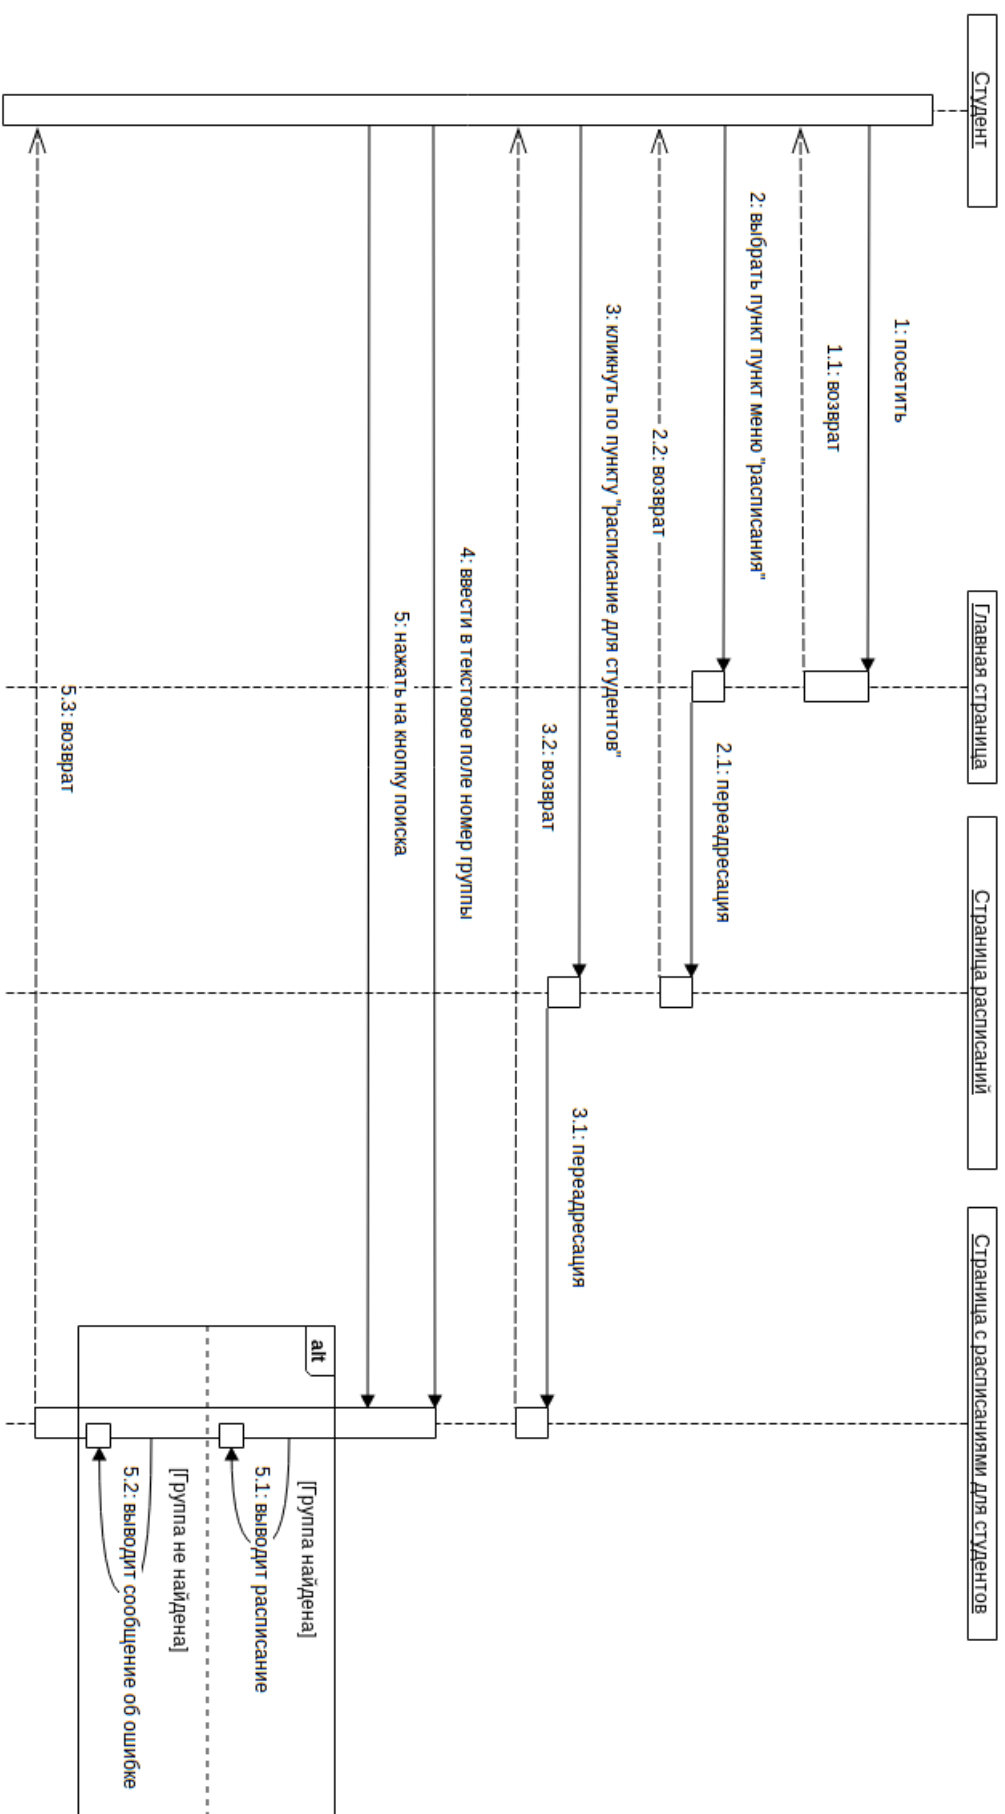 Студент
Главная страница
Страница расписаний
Страница с расписаниями для студентов
1: посетить
1.1: возврат
2: выбрать пункт пункт меню "расписания"
2.1: переадресация
2.2: возврат
3: кликнуть по пункту "расписание для студентов"
3.1: переадресация
3.2: возврат
4: ввести в текстовое поле номер группы
5: нажать на кнопку поиска
alt
[Группа найдена]
5.1: выводит расписание
[Группа не найдена]
5.2: выводит сообщение об ошибке
5.3: возврат